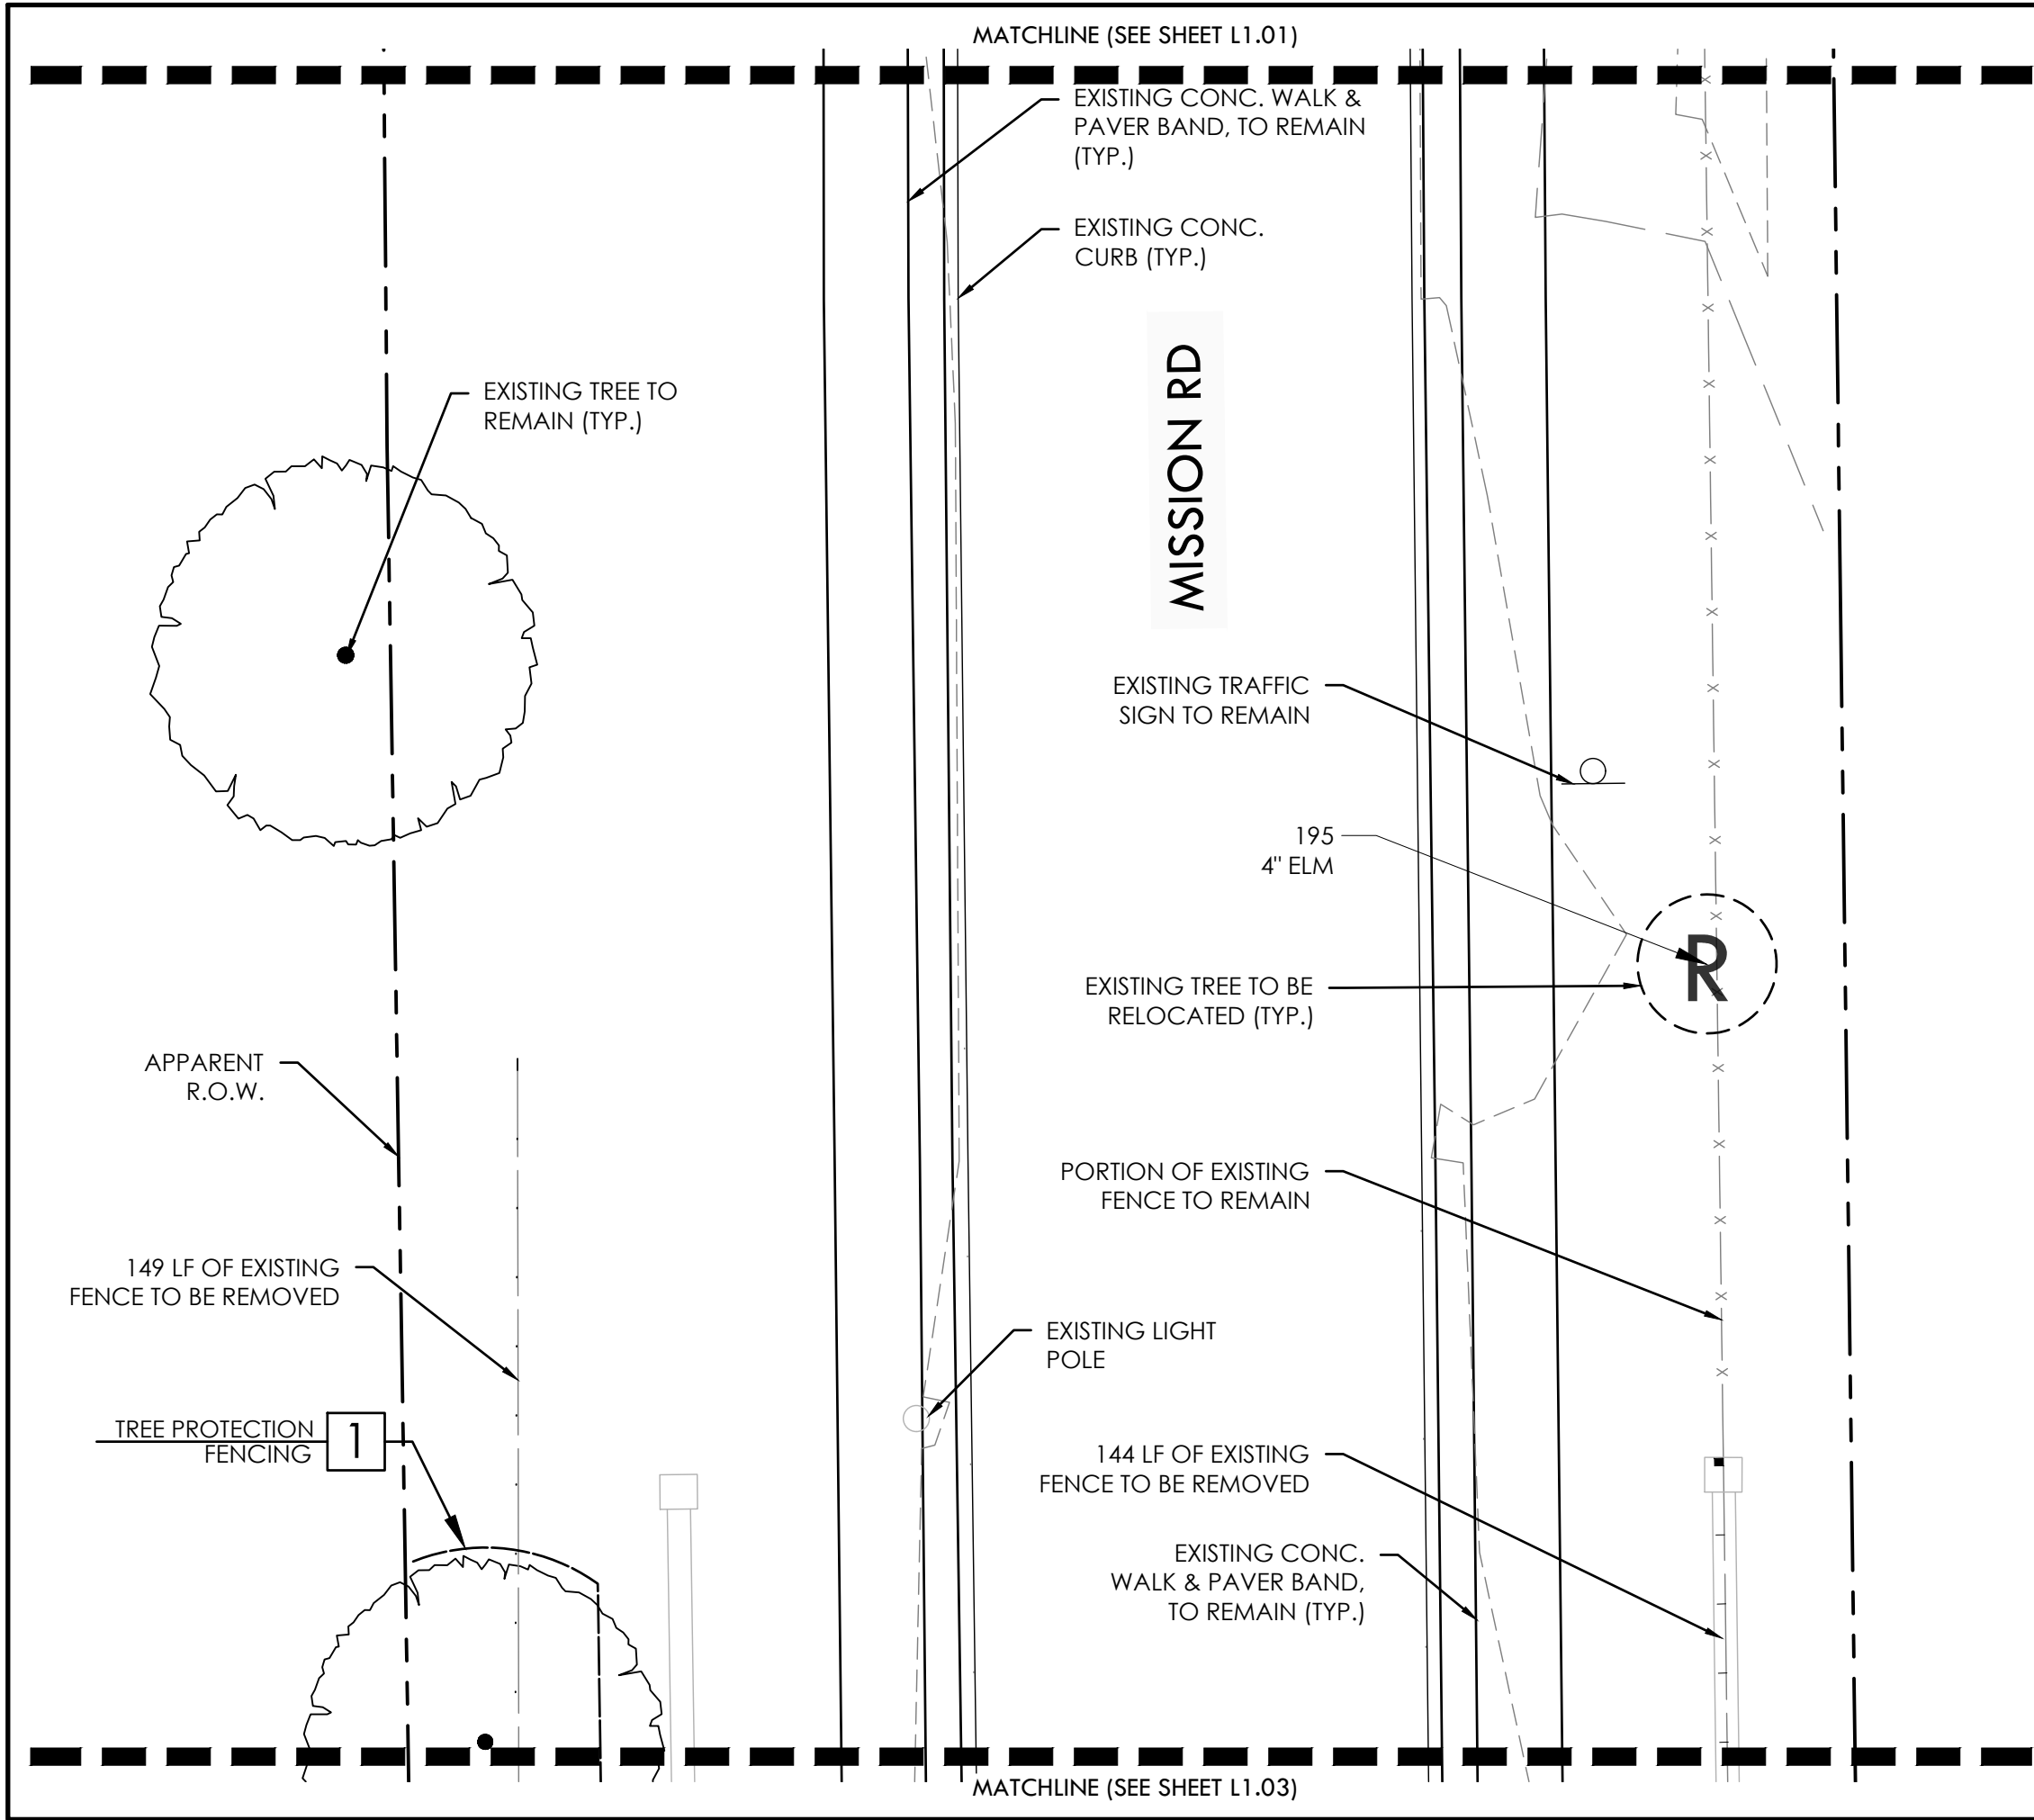 MATCHLINE (SEE SHEET L1.01)
EXISTING CONC. WALK &
PAVER BAND, TO REMAIN
(TYP.)
EXISTING CONC.
CURB (TYP.)
MISSION RD
EXISTING TREE TO
REMAIN (TYP.)
EXISTING TRAFFIC
SIGN TO REMAIN
195
4" ELM
R
EXISTING TREE TO BE
RELOCATED (TYP.)
APPARENT
R.O.W.
PORTION OF EXISTING
FENCE TO REMAIN
149 LF OF EXISTING
FENCE TO BE REMOVED
EXISTING LIGHT
POLE
TREE PROTECTION
FENCING
1
144 LF OF EXISTING
FENCE TO BE REMOVED
EXISTING CONC.
WALK & PAVER BAND,
TO REMAIN (TYP.)
MATCHLINE (SEE SHEET L1.03)